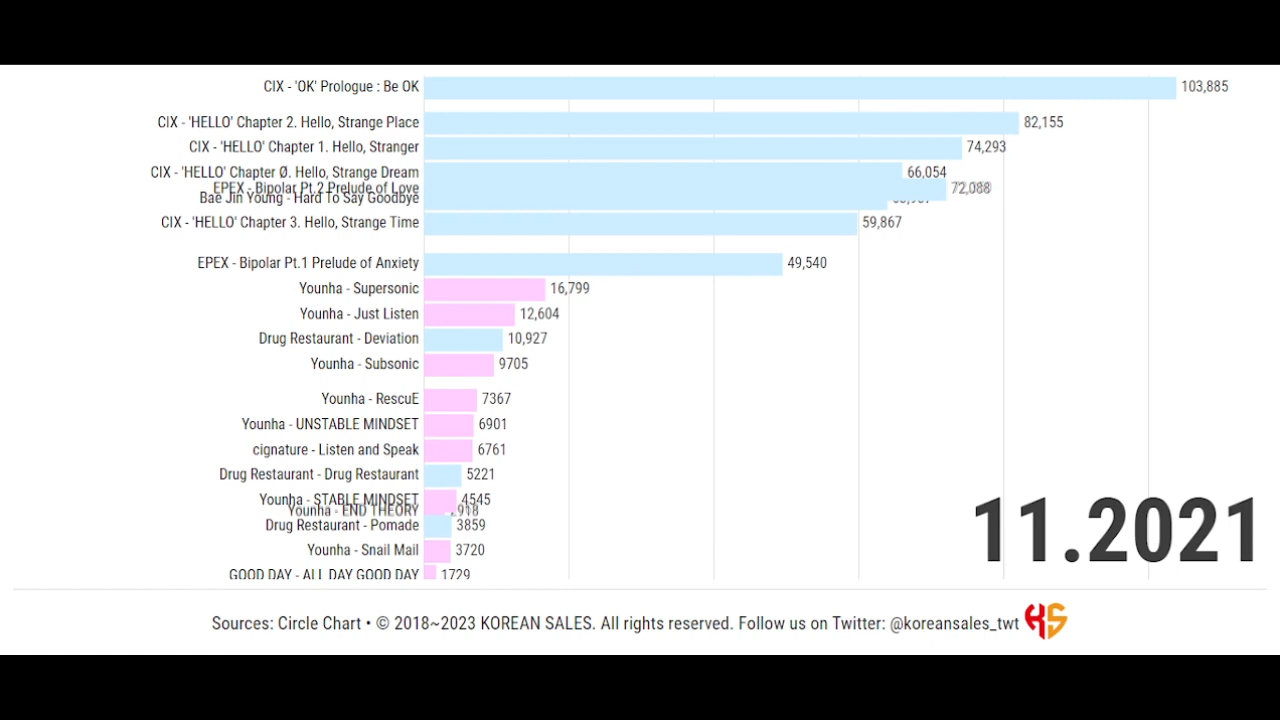 CIX - 'OK' Prologue : Be OK 103,885
CIX - 'HELLO' Chapter 2. Hello, Strange Place 82,155
CIX - 'HELLO' Chapter 1. Hello, Stranger 74,293
CIX - 'HELLO' Chapter Ø. Hello, Strange Dream 66,054
EPEX - Bipolar Pt.2 Prelude of Love
Bae Jin Young - Hard To Say Goodbye
CIX - 'HELLO' Chapter 3. Hello, Strange Time 59,867
EPEX - Bipolar Pt.1 Prelude of Anxiety 49,540
Younha - Supersonic 16,799
Younha - Just Listen 12,604
Drug Restaurant - Deviation 10,927
Younha - Subsonic 9705
Younha - RescuE 7367
Younha - UNSTABLE MINDSET 6901
cignature - Listen and Speak 6761
Drug Restaurant - Drug Restaurant 5221
Younha - STABLE MINDSET 4545
Younha - END THEORY
Drug Restaurant - Pomade 3859
Younha - Snail Mail 3720
GOOD DAY - ALL DAY GOOD DAY 1729
11.2021
Sources: Circle Chart • © 2018~2023 KOREAN SALES. All rights reserved. Follow us on Twitter: @koreansales_twt KS